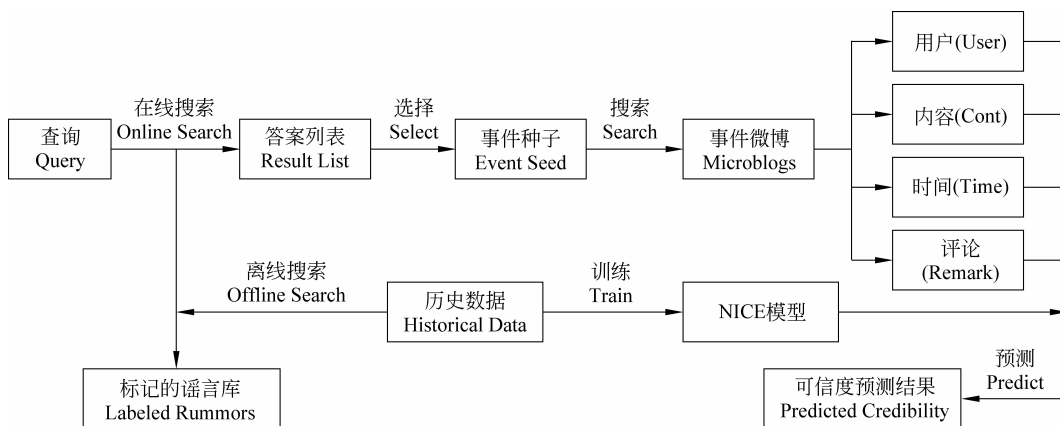 用户(User)
在线搜索
Online Search
选择
Select
搜索
Search
内容(Cont)
查询
Query
答案列表
Result List
事件种子
Event Seed
事件微博
Microblogs
时间(Time)
评论
(Remark)
离线搜索
Offline Search
训练
Train
历史数据
Historical Data
NICE模型
预测
Predict
标记的谣言库
Labeled Rummors
可信度预测结果
Predicted Credibility